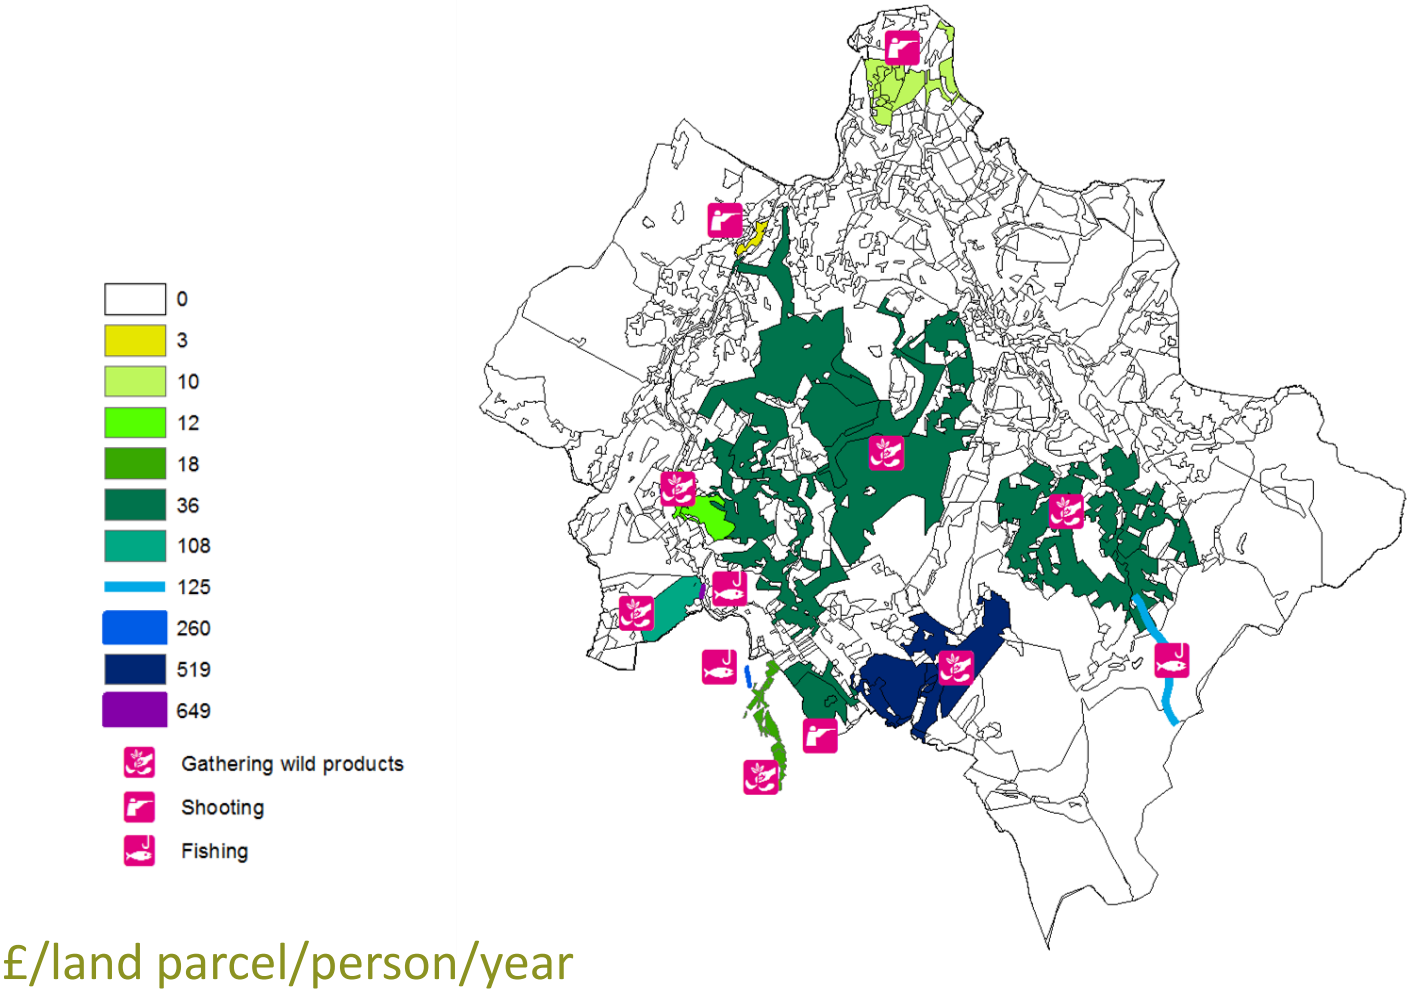 0
3
10
12
18
36
108
125
260
519
649
Gathering wild products
Shooting
Fishing
£/land parcel/person/year